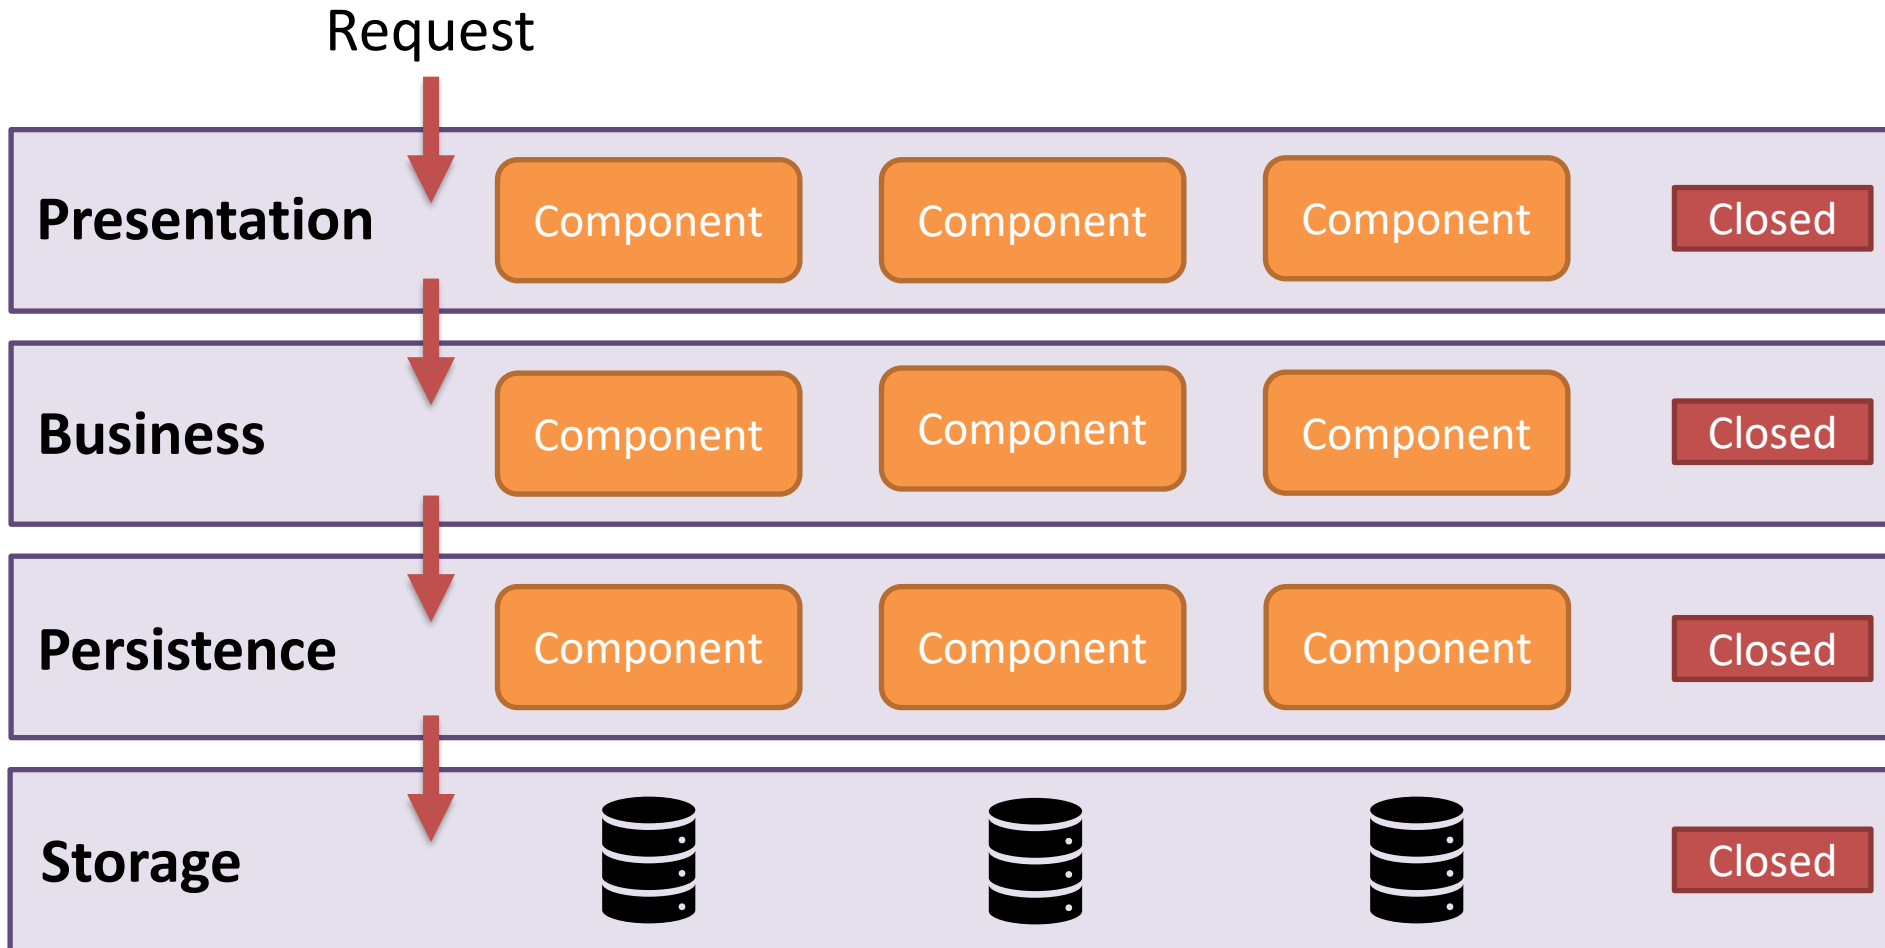 Request
Presentation
Component
Component
Component
Closed
Business
Component
Component
Component
Closed
Persistence
Component
Component
Component
Closed
Storage
Closed